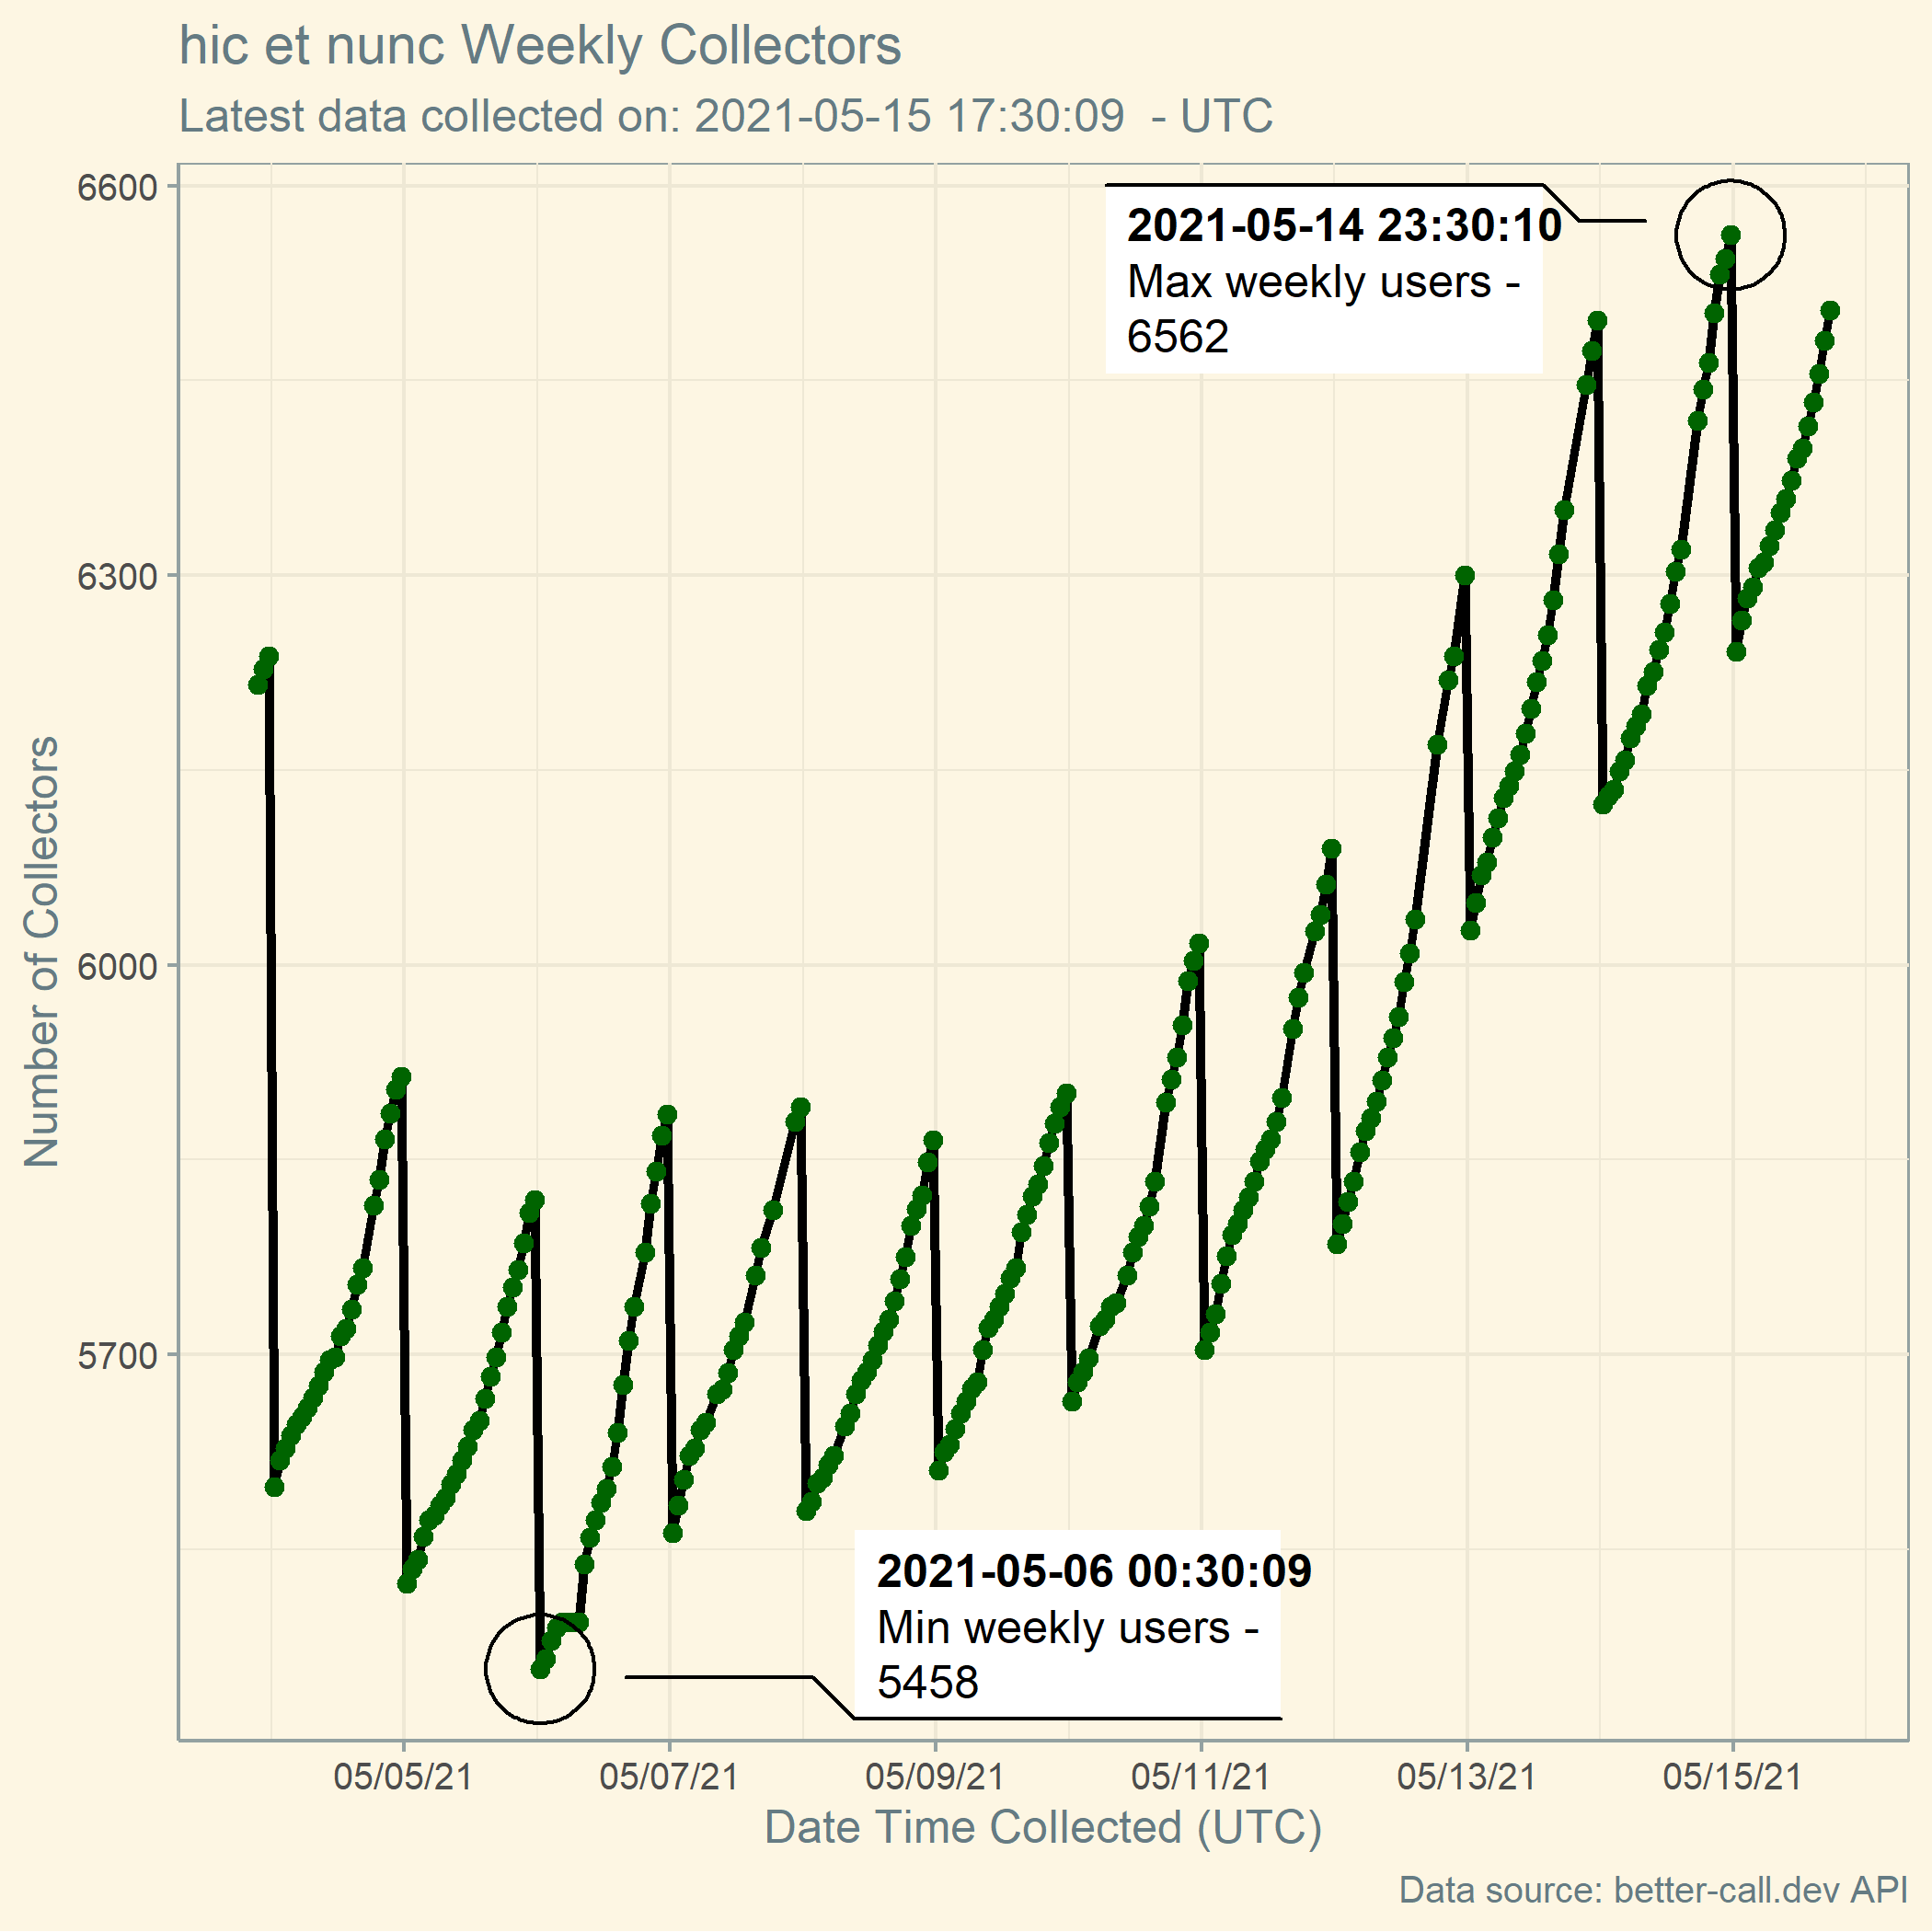 hic et nunc Weekly Collectors
Latest data collected on: 2021-05-15 17:30:09  - UTC
Number of Collectors
6600
6300
6000
5700
2021-05-14 23:30:10
Max weekly users -
6562
2021-05-06 00:30:09
Min weekly users -
5458
05/05/21 05/07/21 05/09/21 05/11/21 05/13/21 05/15/21
Date Time Collected (UTC)
Data source: better-call.dev API